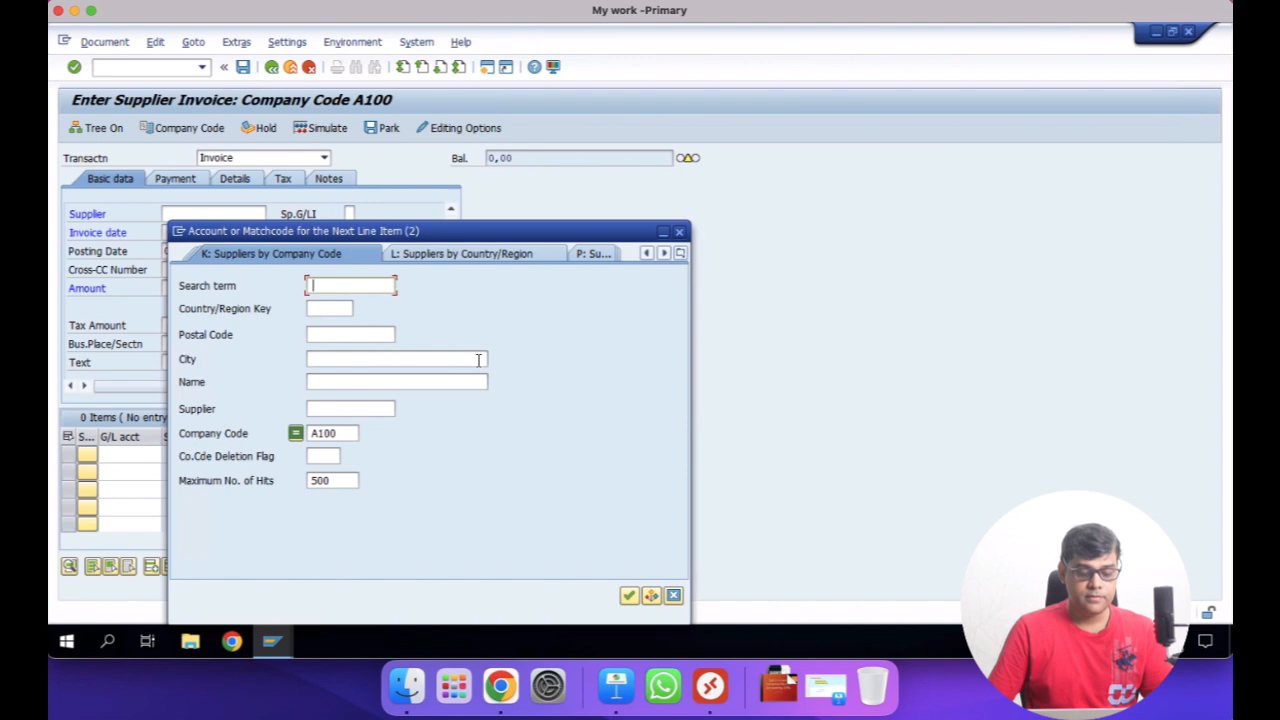 My work -Primary
Document Edit Goto Extras Settings Environment System Help
Enter Supplier Invoice: Company Code A100
Tree On Company Code Hold Simulate Park Editing Options
Transactn Invoice Bal. 0,00
Basic data Payment Details Tax Notes
Supplier Sp.G/LI
Invoice date
Posting Date
Cross-CC Number
Amount
Tax Amount
Bus.Place/Sectn
Text
0 Items ( No entry
S... G/L acct
Account or Matchcode for the Next Line Item (2)
K: Suppliers by Company Code L: Suppliers by Country/Region P: Su...
Search term
Country/Region Key
Postal Code
City
Name
Supplier
Company Code = A100
Co.Cde Deletion Flag
Maximum No. of Hits 500